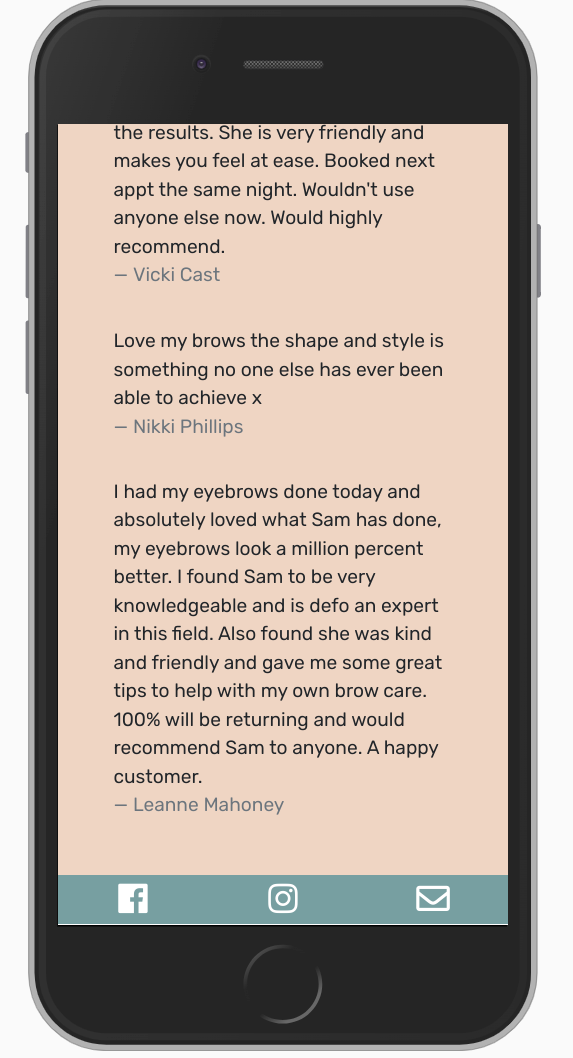 the results. She is very friendly and
makes you feel at ease. Booked next
appt the same night. Wouldn't use
anyone else now. Would highly
recommend.
— Vicki Cast
Love my brows the shape and style is
something no one else has ever been
able to achieve x
— Nikki Phillips
I had my eyebrows done today and
absolutely loved what Sam has done,
my eyebrows look a million percent
better. I found Sam to be very
knowledgeable and is defo an expert
in this field. Also found she was kind
and friendly and gave me some great
tips to help with my own brow care.
100% will be returning and would
recommend Sam to anyone. A happy
customer.
— Leanne Mahoney